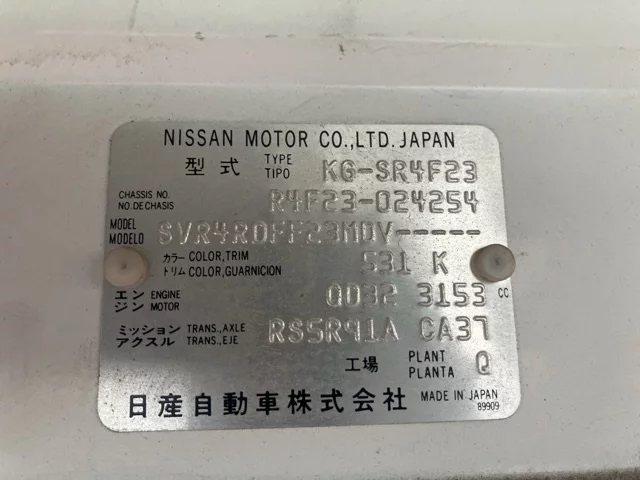 NISSAN MOTOR CO.,LTD. JAPAN
型式 TYPE TIPO KG-SR4F23
CHASSIS NO. NO. DE CHASIS R4F23-024254
MODEL MODELO SVR4RDFF23MDV-----
カラー COLOR,TRIM トリム COLOR,GUARNICION 531 K
エンジン ENGINE MOTOR QD32 3153 CC
ミッション TRANS.,AXLE アクスル TRANS.,EJE RS5R91A CA37
工場 PLANT PLANTA Q
日産自動車株式会社 MADE IN JAPAN
89909